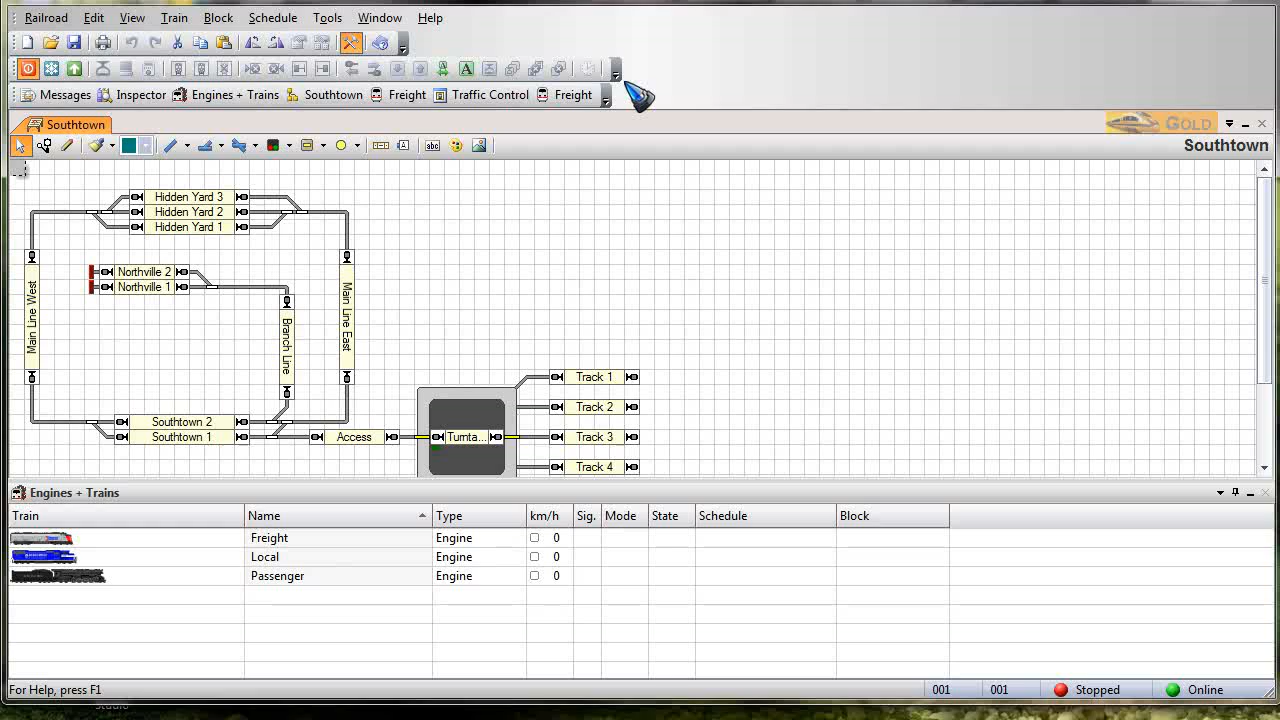 Railroad Edit View Train Block Schedule Tools Window Help
A
Messages Inspector Engines + Trains Southtown Freight Traffic Control Freight
Southtown
GOLD
abc
Southtown
Hidden Yard 3
Hidden Yard 2
Hidden Yard 1
Northville 2
Northville 1
Main Line West
Branch Line
Main Line East
Southtown 2
Southtown 1
Access
Turnta...
Track 1
Track 2
Track 3
Track 4
Engines + Trains
Train Name Type km/h Sig. Mode State Schedule Block
Freight Engine 0
Local Engine 0
Passenger Engine 0
For Help, press F1 001 001 Stopped Online
Studio